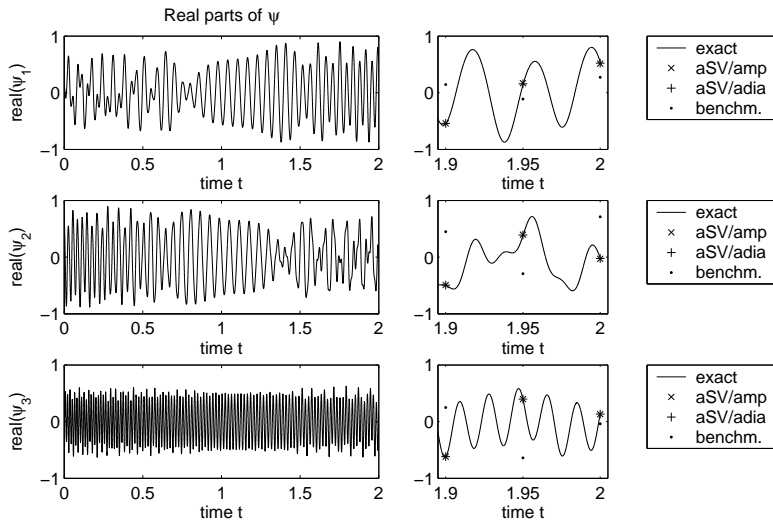 Real parts of ψ
real(ψ1)
1
0
−1
0 0.5 1 1.5 2
time t
1
0
−1
1.9 1.95 2
time t
exact
aSV/amp
aSV/adia
benchm.
real(ψ2)
1
0
−1
0 0.5 1 1.5 2
time t
1
0
−1
1.9 1.95 2
time t
exact
aSV/amp
aSV/adia
benchm.
real(ψ3)
1
0
−1
0 0.5 1 1.5 2
time t
1
0
−1
1.9 1.95 2
time t
exact
aSV/amp
aSV/adia
benchm.